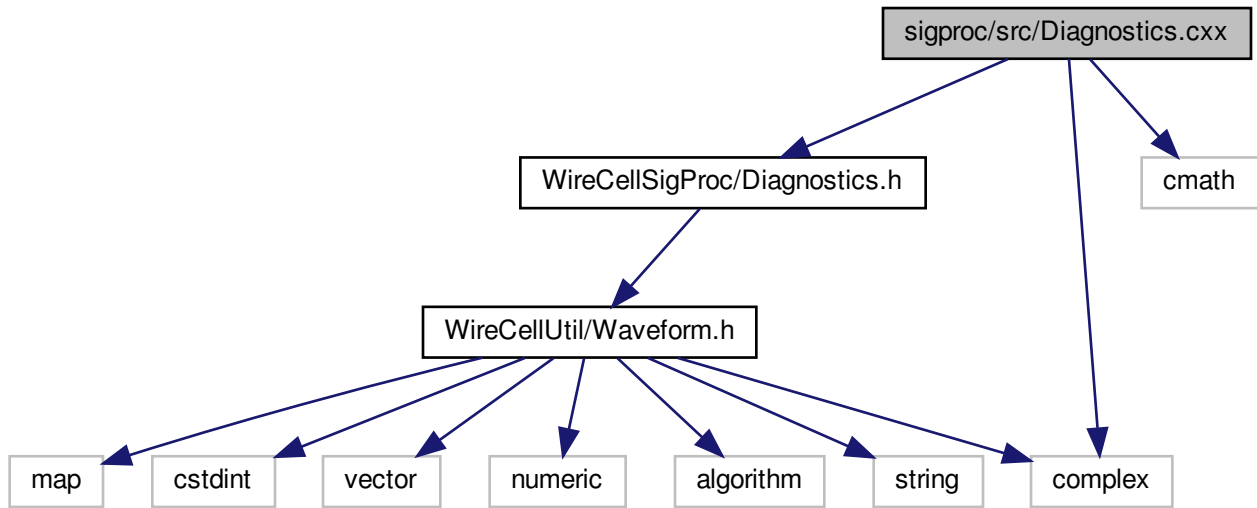 sigproc/src/Diagnostics.cxx
WireCellSigProc/Diagnostics.h
cmath
WireCellUtil/Waveform.h
map
cstdint
vector
numeric
algorithm
string
complex